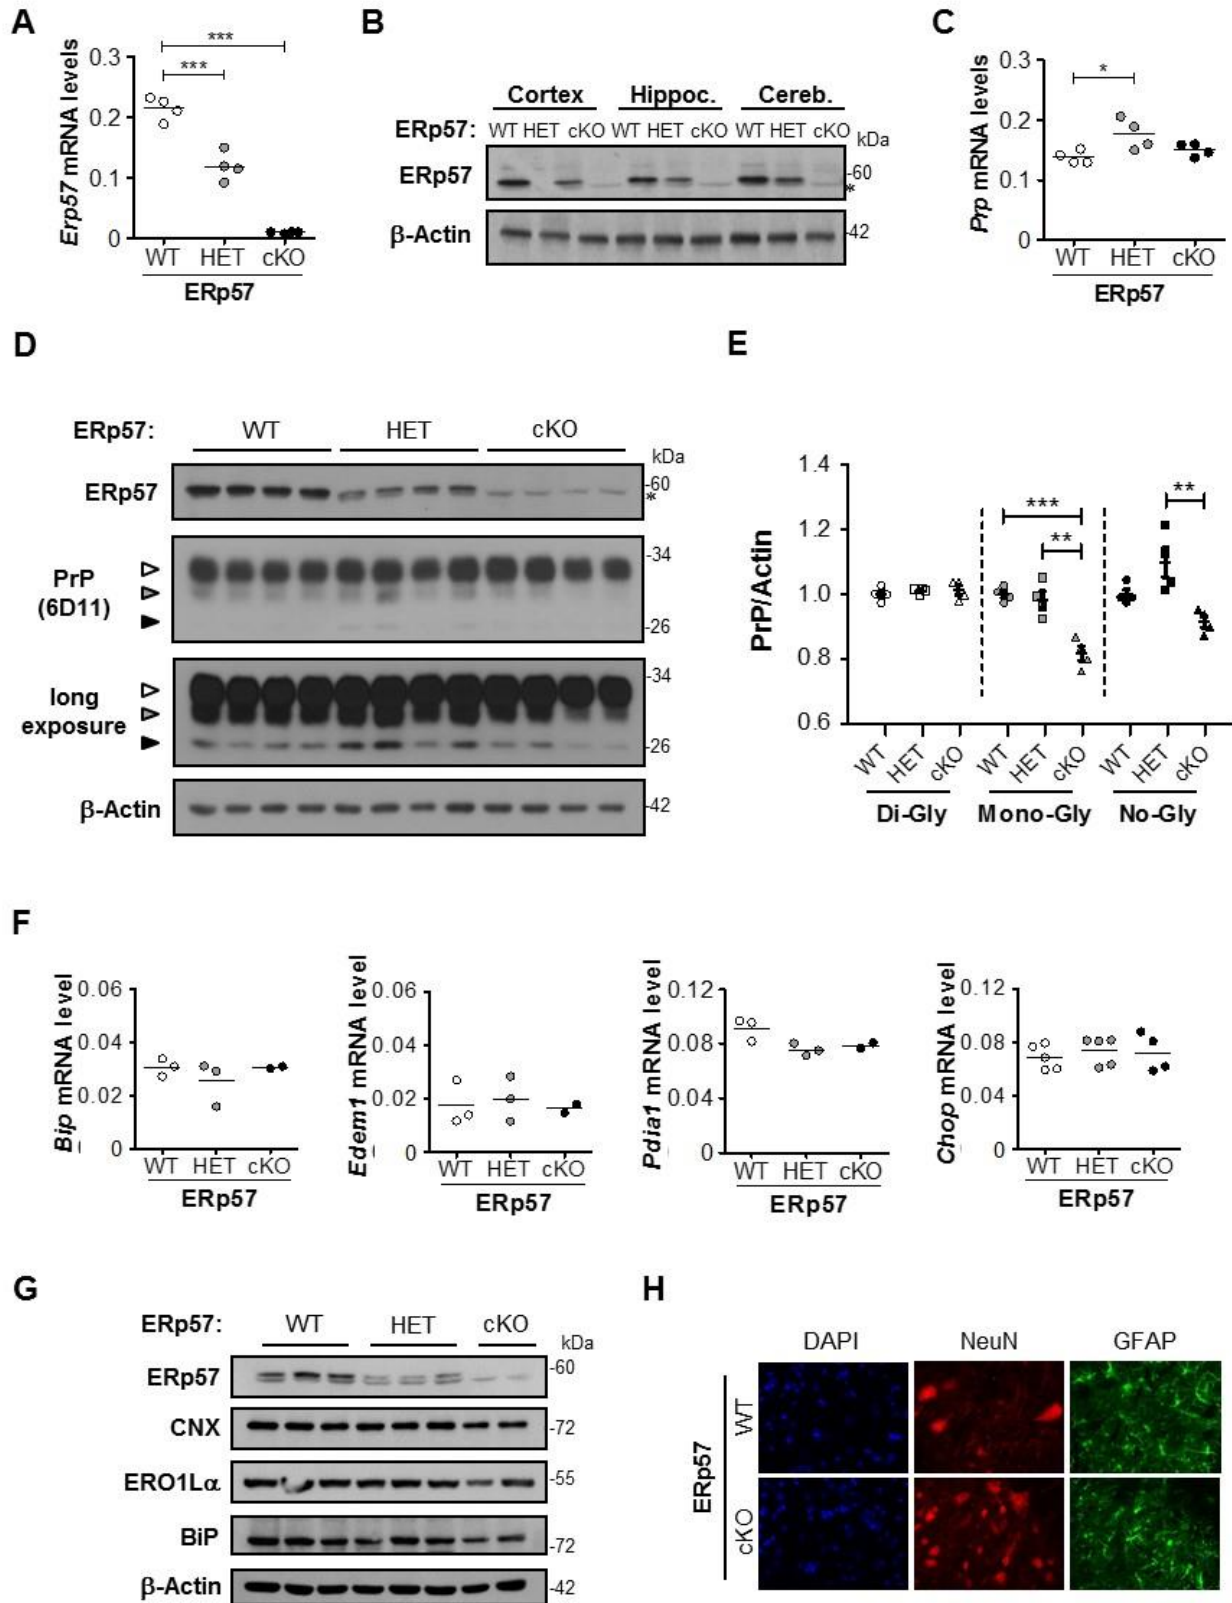 A
Erp57 mRNA levels
0.3
0.2
0.1
0
***
***
WT HET cKO
ERp57
B
Cortex Hippoc. Cereb.
ERp57: WT HET cKO WT HET cKO WT HET cKO
kDa
ERp57
-60
*
β-Actin
-42
C
Prp mRNA levels
0.3
0.2
0.1
0
*
WT HET cKO
ERp57
D
ERp57: WT HET cKO
kDa
ERp57
-60
*
PrP
(6D11)
-34
-26
long
exposure
-34
-26
β-Actin
-42
E
PrP/Actin
1.4
1.2
1.0
0.8
0.6
***
**
**
WT HET cKO WT HET cKO WT HET cKO
Di-Gly Mono-Gly No-Gly
F
Bip mRNA level
0.06
0.04
0.02
0
WT HET cKO
ERp57
Edem1 mRNA level
0.06
0.04
0.02
0
WT HET cKO
ERp57
Pdia1 mRNA level
0.12
0.08
0.04
0
WT HET cKO
ERp57
Chop mRNA level
0.12
0.08
0.04
0
WT HET cKO
ERp57
G
ERp57: WT HET cKO
kDa
ERp57
-60
CNX
-72
ERO1Lα
-55
BiP
-72
β-Actin
-42
H
DAPI NeuN GFAP
ERp57
WT
cKO